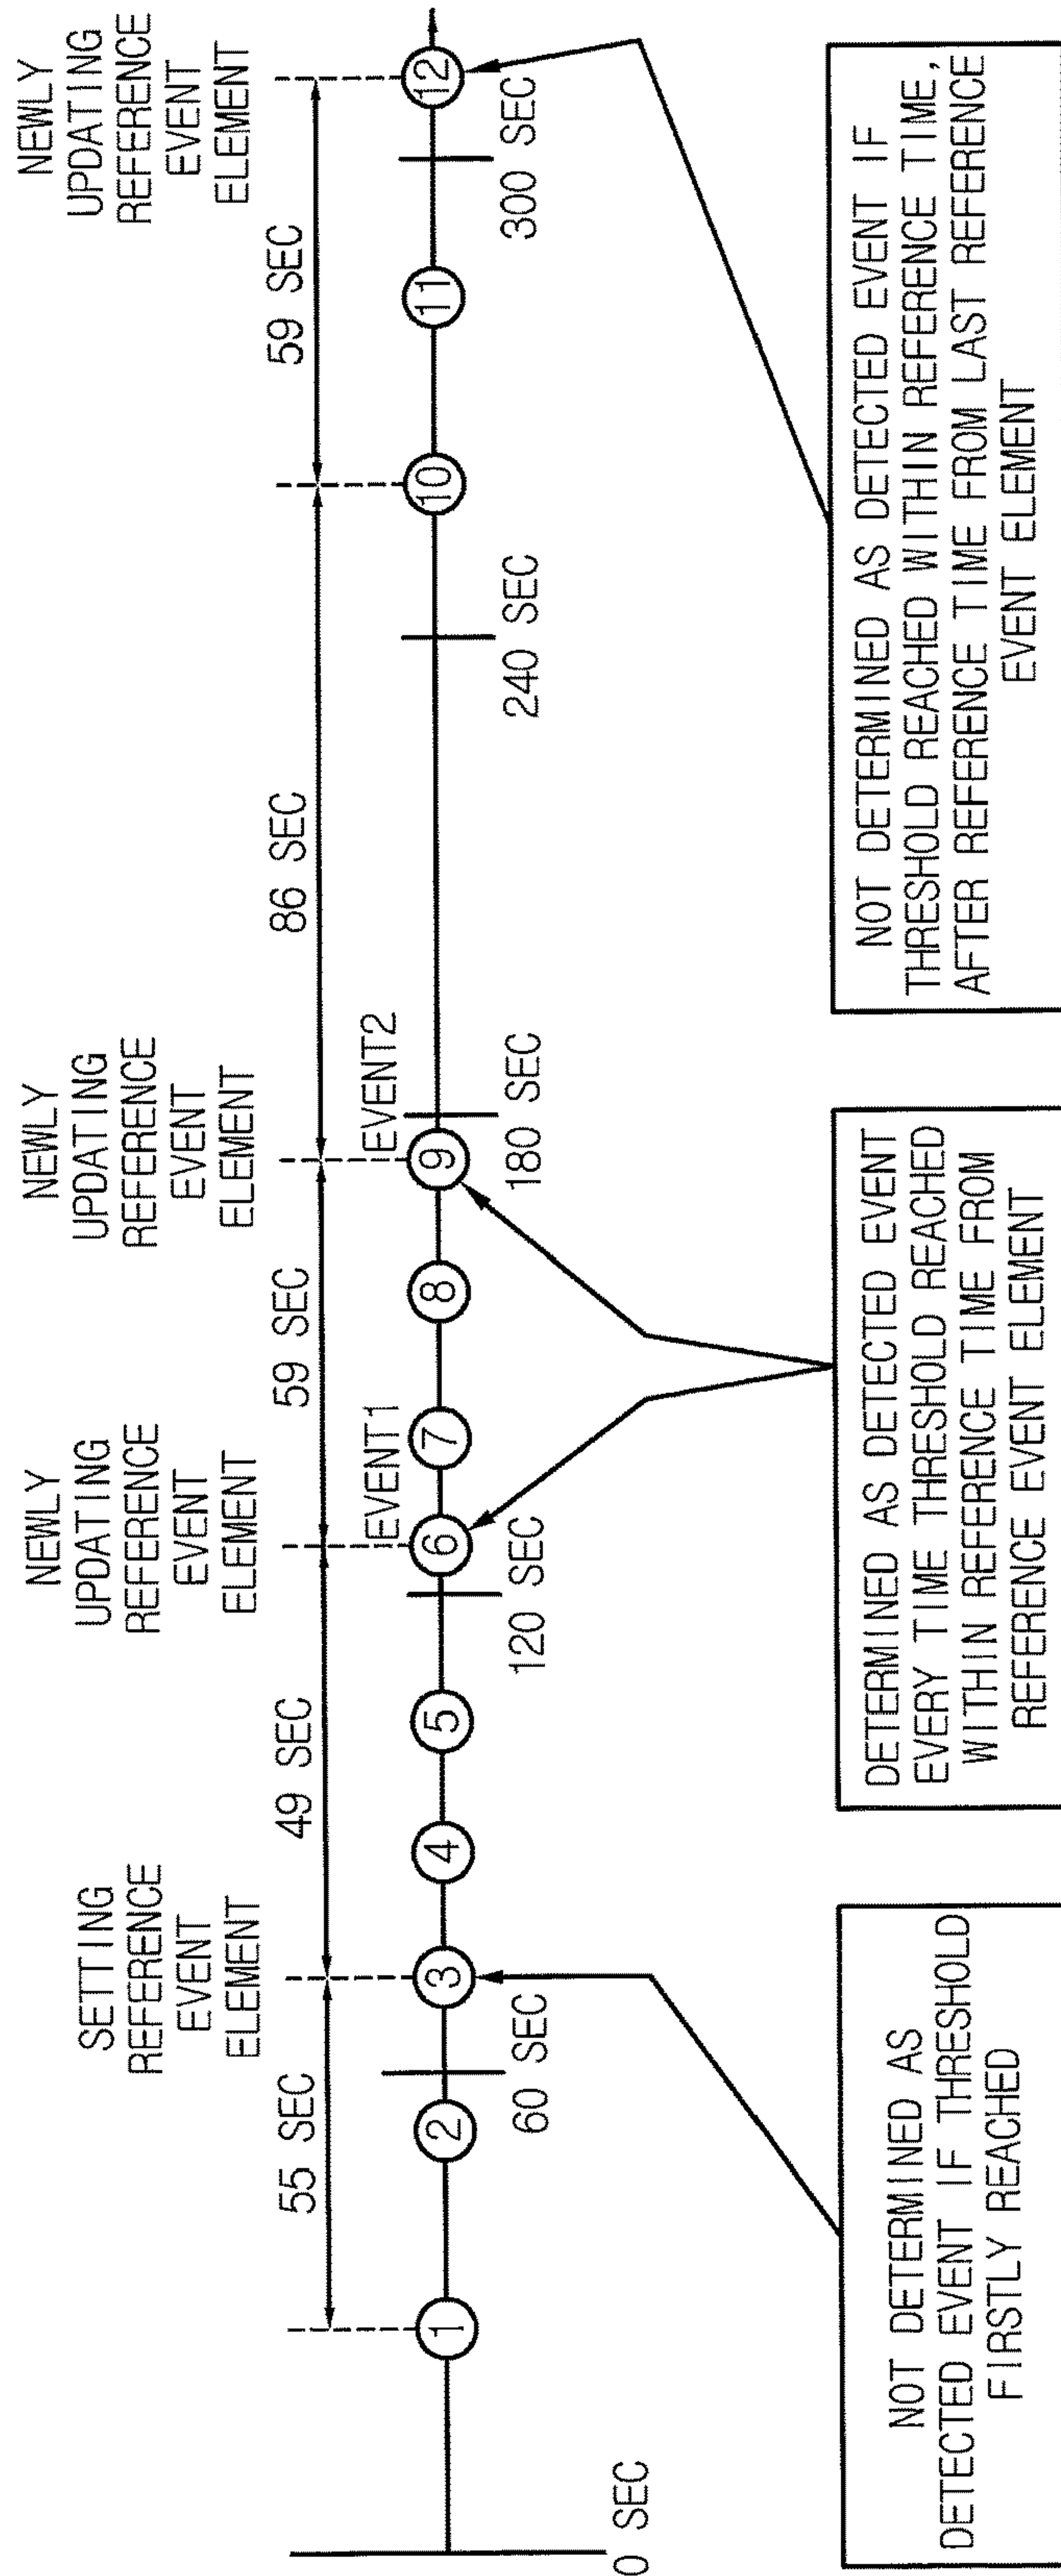 SETTING
REFERENCE
EVENT
ELEMENT
NEWLY
UPDATING
REFERENCE
EVENT
ELEMENT
NEWLY
UPDATING
REFERENCE
EVENT
ELEMENT
NEWLY
UPDATING
REFERENCE
EVENT
ELEMENT
55 SEC
49 SEC
59 SEC
86 SEC
59 SEC
EVENT1
EVENT2
1
2
3
4
5
6
7
8
9
10
11
12
0 SEC
60 SEC
120 SEC
180 SEC
240 SEC
300 SEC
NOT DETERMINED AS
DETECTED EVENT IF THRESHOLD
FIRSTLY REACHED
DETERMINED AS DETECTED EVENT
EVERY TIME THRESHOLD REACHED
WITHIN REFERENCE TIME FROM
REFERENCE EVENT ELEMENT
NOT DETERMINED AS DETECTED EVENT IF
THRESHOLD REACHED WITHIN REFERENCE TIME,
AFTER REFERENCE TIME FROM LAST REFERENCE
EVENT ELEMENT